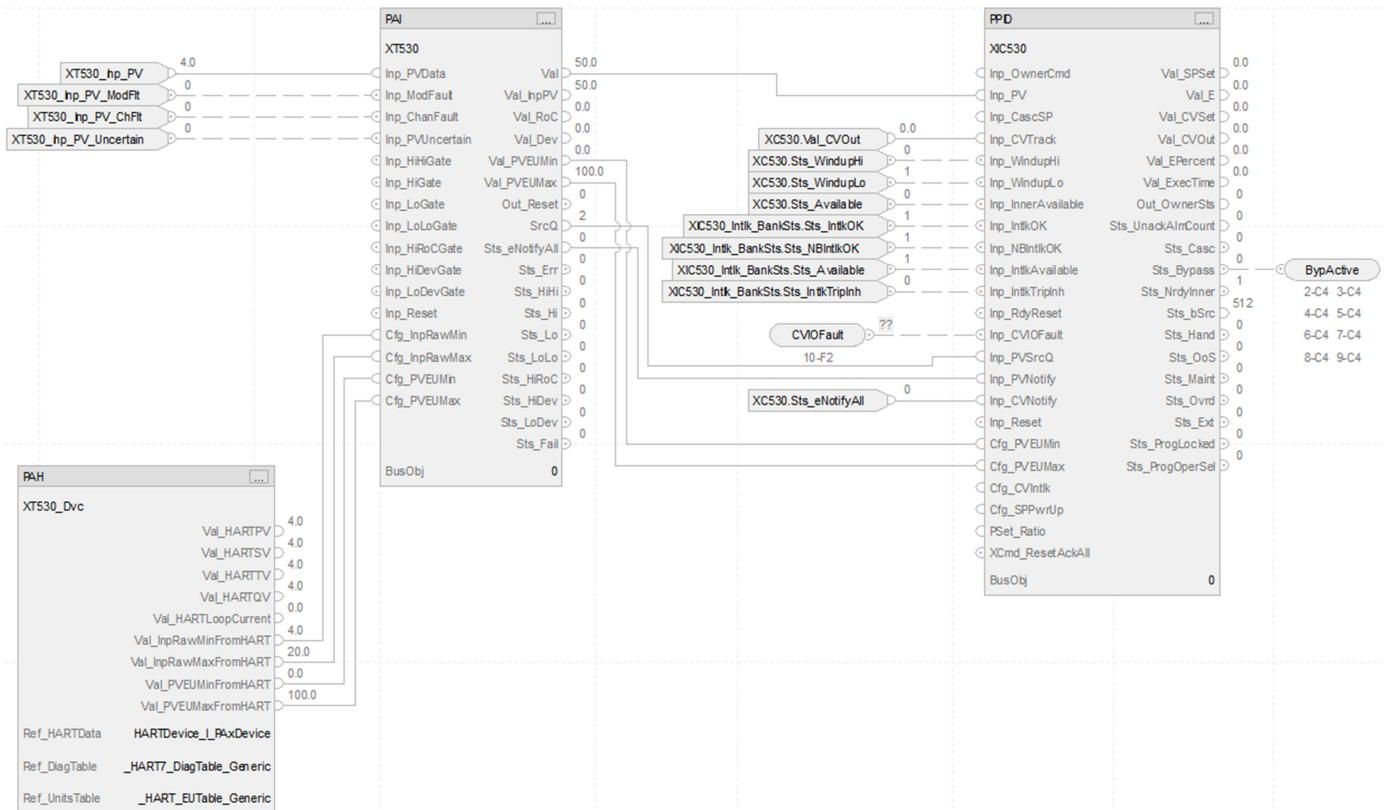 PAI ...
XT530
XT530_Inp_PV 4.0 Inp_PVData Val 50.0
XT530_Inp_PV_ModFlt 0 Inp_ModFault Val_InpPV 50.0
XT530_Inp_PV_ChFlt 0 Inp_ChanFault Val_RoC 0.0
XT530_Inp_PV_Uncertain 0 Inp_PVUncertain Val_Dev 0.0
Inp_HiHiGate Val_PVEUMin 0.0
Inp_HiGate Val_PVEUMax 100.0
Inp_LoGate Out_Reset 0
Inp_LoLoGate SrcQ 2
Inp_HiRoCGate Sts_eNotifyAll 0
Inp_HiDevGate Sts_Err 0
Inp_LoDevGate Sts_HiHi 0
Inp_Reset Sts_Hi 0
Cfg_InpRawMin Sts_Lo 0
Cfg_InpRawMax Sts_LoLo 0
Cfg_PVEUMin Sts_HiRoC 0
Cfg_PVEUMax Sts_HiDev 0
Sts_LoDev 0
Sts_Fail 0
BusObj 0
PAH ...
XT530_Dvc
Val_HARTPV 4.0
Val_HARTSV 4.0
Val_HARTTV 4.0
Val_HARTQV 4.0
Val_HARTLoopCurrent 0.0
Val_InpRawMinFromHART 4.0
Val_InpRawMaxFromHART 20.0
Val_PVEUMinFromHART 0.0
Val_PVEUMaxFromHART 100.0
Ref_HARTData HARTDevice_I_PAxDevice
Ref_DiagTable _HART7_DiagTable_Generic
Ref_UnitsTable _HART_EUTable_Generic
PPID ...
XIC530
Inp_OwnerCmd Val_SPSet 0.0
Inp_PV Val_E 0.0
Inp_CascSP Val_CVSet 0.0
XC530.Val_CVOut 0.0 Inp_CVTrack Val_CVOut 0.0
XC530.Sts_WindupHi 0 Inp_WindupHi Val_EPercent 0.0
XC530.Sts_WindupLo 1 Inp_WindupLo Val_ExecTime 0.0
XC530.Sts_Available 0 Inp_InnerAvailable Out_OwnerSts 0
XIC530_Intlk_BankSts.Sts_IntlkOK 1 Inp_IntlkOK Sts_UnackAlmCount 0
XIC530_Intlk_BankSts.Sts_NBIntlkOK 1 Inp_NBIntlkOK Sts_Casc 0
XIC530_Intlk_BankSts.Sts_Available 1 Inp_IntlkAvailable Sts_Bypass 0 BypActive
XIC530_Intlk_BankSts.Sts_IntlkTripInh 0 Inp_IntlkTripInh Sts_NrdyInner 1 2-C4 3-C4
Inp_RdyReset Sts_bSrc 512 4-C4 5-C4
CVIOFault ?? Inp_CVIOFault Sts_Hand 0 6-C4 7-C4
10-F2 Inp_PVSrcQ Sts_OoS 0 8-C4 9-C4
Inp_PVNotify Sts_Maint 0
XC530.Sts_eNotifyAll 0 Inp_CVNotify Sts_Ovrd 0
Inp_Reset Sts_Ext 0
Cfg_PVEUMin Sts_ProgLocked 0
Cfg_PVEUMax Sts_ProgOperSel 0
Cfg_CVIntlk
Cfg_SPPwrUp
PSet_Ratio
XCmd_ResetAckAll
BusObj 0